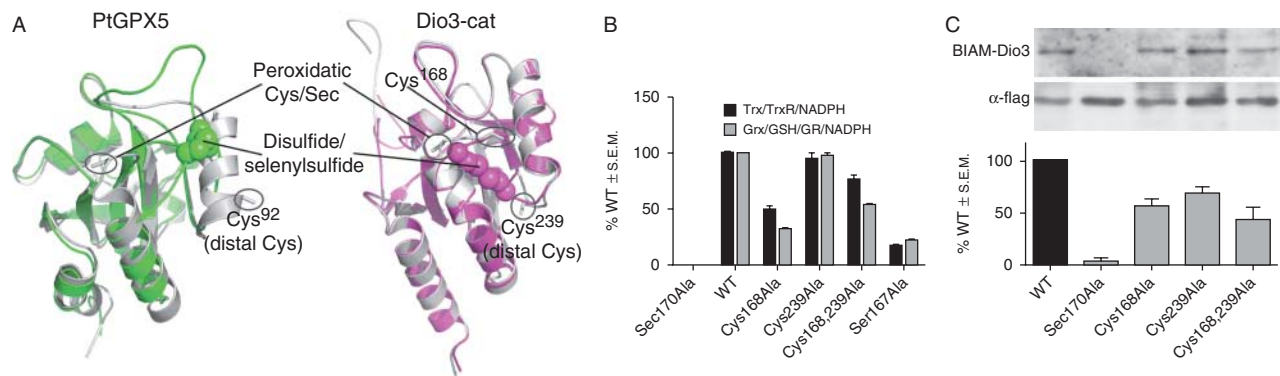 A
PtGPX5
Dio3-cat
Peroxidatic
Cys/Sec
Cys168
Disulfide/
selenylsulfide
Cys92
(distal Cys)
Cys239
(distal Cys)
B
% WT ± S.E.M.
150
100
50
0
Trx/TrxR/NADPH
Grx/GSH/GR/NADPH
Sec170Ala
WT
Cys168Ala
Cys239Ala
Cys168,239Ala
Ser167Ala
C
BIAM-Dio3
α-flag
% WT ± S.E.M.
100
50
0
WT
Sec170Ala
Cys168Ala
Cys239Ala
Cys168,239Ala